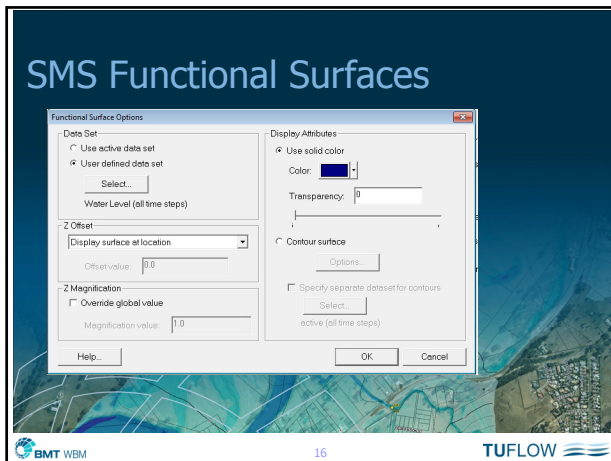 SMS Functional Surfaces
Functional Surface Options
Data Set
Use active data set
User defined data set
Select...
Water Level (all time steps)
Z Offset
Display surface at location
Offset value: 0.0
Z Magnification
Override global value
Magnification value: 1.0
Display Attributes
Use solid color
Color:
Transparency: 0
Contour surface
Options...
Specify separate dataset for contours
Select...
active (all time steps)
Help...
OK Cancel
BMT WBM
16
TUFLOW